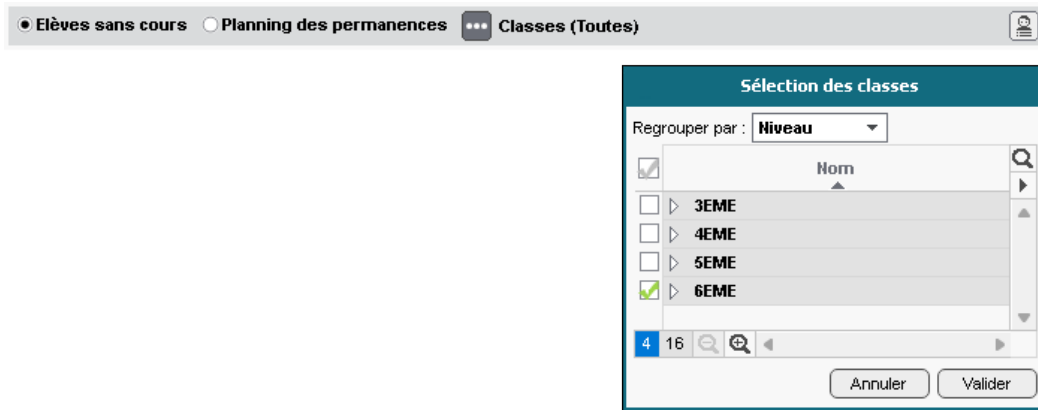 Elèves sans cours Planning des permanences ... Classes (Toutes)
Sélection des classes
Regrouper par : Niveau
Nom
3EME
4EME
5EME
6EME
4 16
Annuler Valider